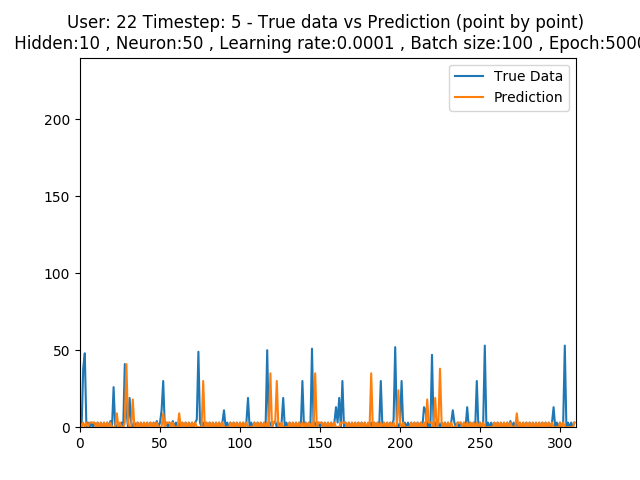 User: 22 Timestep: 5 - True data vs Prediction (point by point)
Hidden:10 , Neuron:50 , Learning rate:0.0001 , Batch size:100 , Epoch:5000
True Data
Prediction
200
150
100
50
0
0 50 100 150 200 250 300